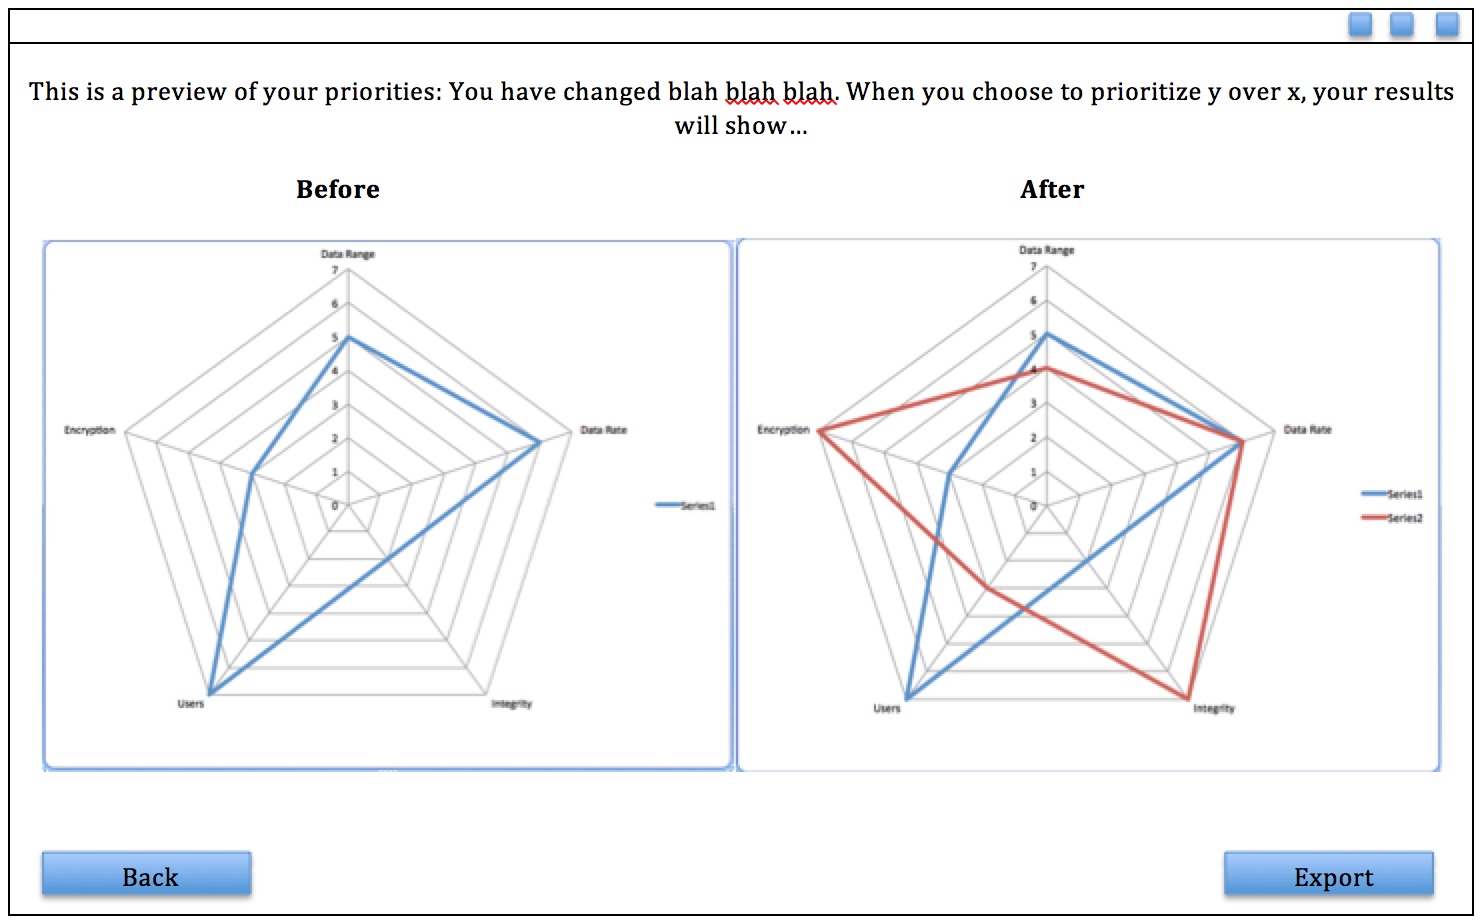 This is a preview of your priorities: You have changed blah blah blah. When you choose to prioritize y over x, your results
will show...
Before
After
Data Range
7
6
5
4
3
2
1
0
Encryption
Data Rate
Users
Integrity
Series1
Data Range
7
6
5
4
3
2
1
0
Encryption
Data Rate
Users
Integrity
Series1
Series2
Back
Export